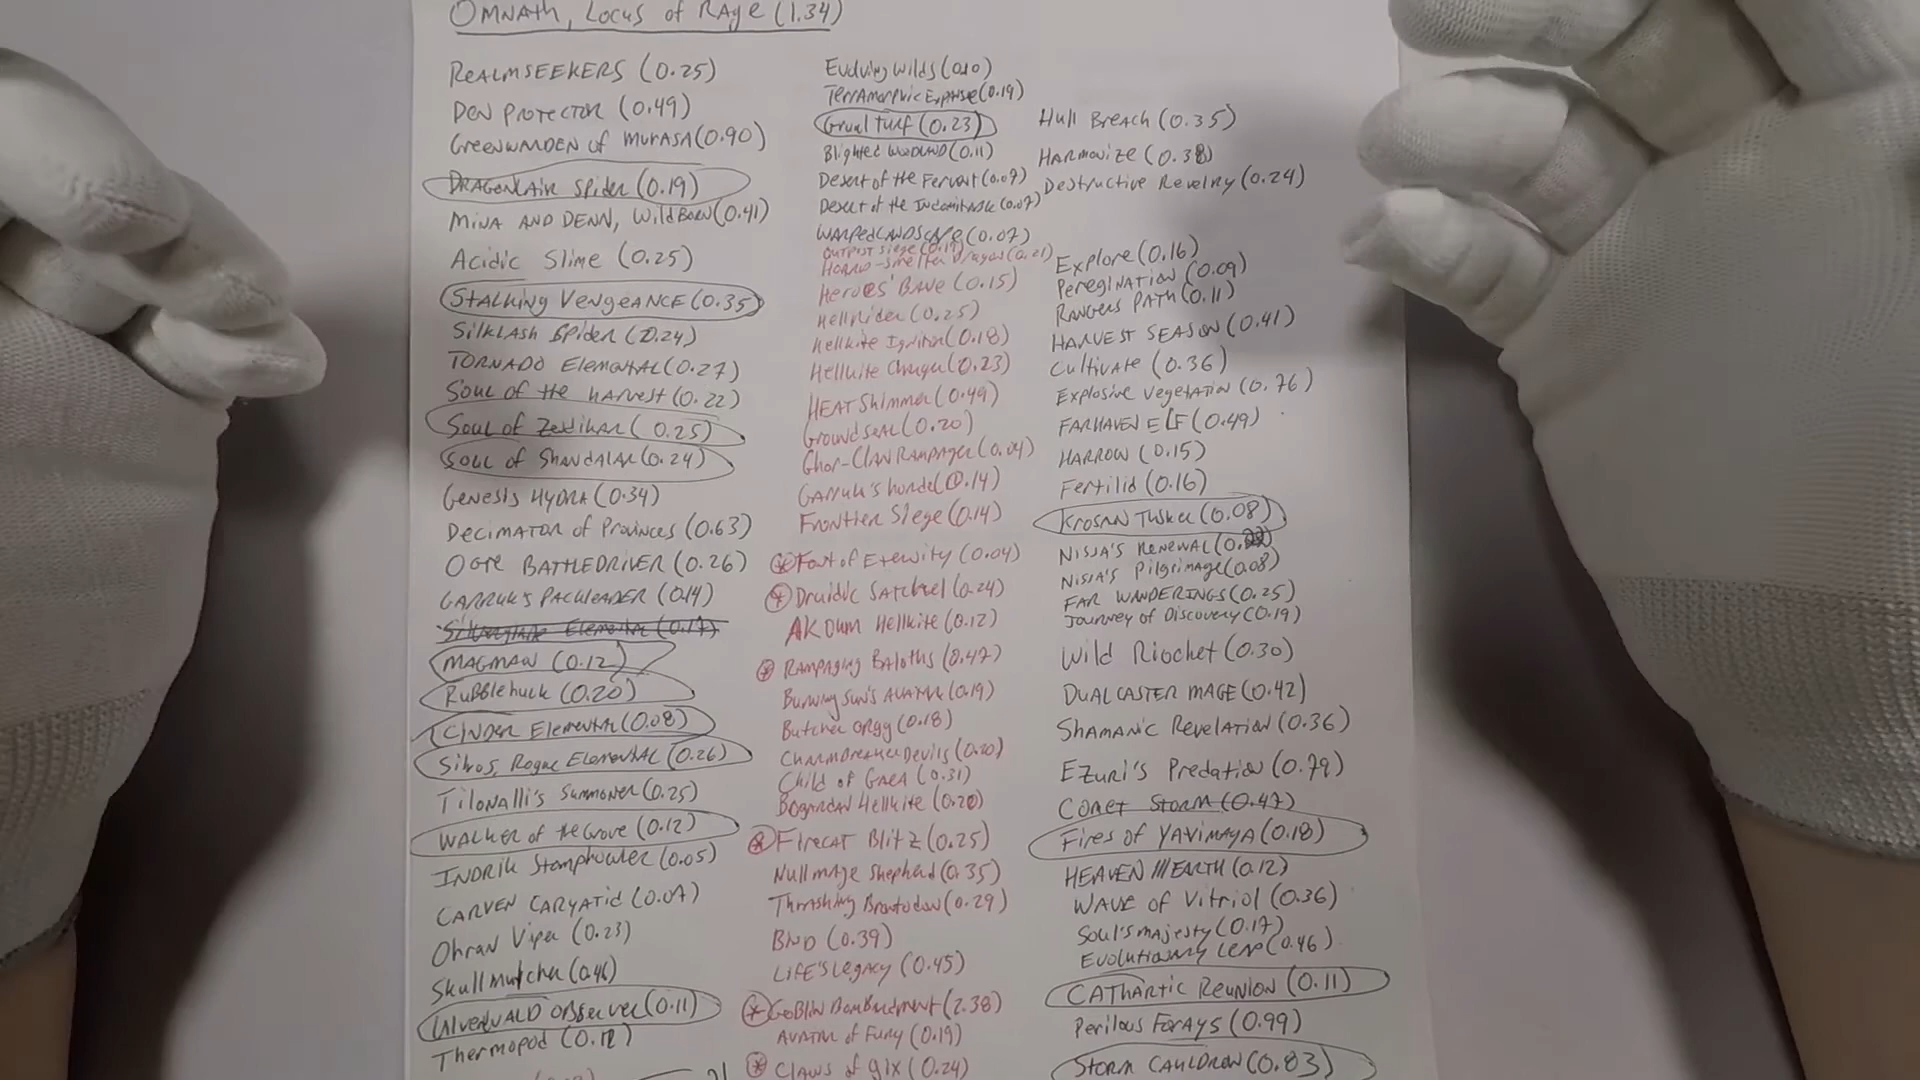 Omnath, Locus of Rage (1.34)
Realmseekers (0.25)
Den Protector (0.49)
Greenwarden of Murasa (0.90)
Dragonlair Spider (0.19)
Mina and Denn, Wildborn (0.41)
Acidic Slime (0.25)
Stalking Vengeance (0.35)
Silklash Spider (0.24)
Tornado Elemental (0.27)
Soul of the Harvest (0.22)
Soul of Zendikar (0.25)
Soul of Shandalar (0.24)
Genesis Hydra (0.34)
Decimator of Provinces (0.63)
Ogre Battledriver (0.26)
Garruk's Packleader (0.14)
Elemental (0.17)
Magmaw (0.12)
Rubblehulk (0.20)
Cinder Elemental (0.08)
Rogue Elemental (0.26)
Tilonalli's Summoner (0.25)
Walker of the Grove (0.12)
Indrik Stomphowler (0.05)
Carven Caryatid (0.07)
Ohran Viper (0.23)
Skullmulcher (0.46)
Ulvenwald Observer (0.11)
Thermopod
Evolving Wilds
Terramorphic Expanse (0.19)
Gruul Turf (0.23)
Blighted Woodland (0.11)
Desert of the Fervent (0.07)
Desert of the Indomitable (0.07)
Warped Landscape (0.07)
Outpost Siege (0.19)
Hoard-Smelter Dragon (0.21)
Heroes' Bane (0.15)
Hellrider (0.25)
Hellkite Igniter (0.18)
Hellkite Charger (0.23)
Heat Shimmer (0.49)
Ground Seal (0.20)
Ghor-Clan Rampager (0.04)
Garruk's Horde (0.14)
Frontier Siege (0.14)
Font of Eternity (0.04)
Druidic Satchel (0.24)
Akoum Hellkite (0.12)
Rampaging Baloths (0.47)
Burning Sun's Avatar (0.19)
Butcher Orgg (0.18)
Charmbreaker Devils (0.20)
Child of Gaea (0.31)
Bogardan Hellkite (0.20)
Firecat Blitz (0.25)
Nullmage Shepherd (0.35)
Thrashing Brontodon (0.29)
Bind (0.39)
Life's Legacy (0.45)
Goblin Bombardment (2.38)
Avatar of Fury (0.19)
Claws of Gix (0.24)
Hull Breach (0.35)
Harmonize (0.38)
Destructive Revelry (0.24)
Explore (0.16)
Peregination (0.09)
Rangers Path (0.11)
Harvest Season (0.41)
Cultivate (0.36)
Explosive Vegetation (0.76)
Farhaven Elf (0.49)
Harrow (0.15)
Fertilid (0.16)
Krosan Tusker (0.08)
Nissa's Renewal
Nissa's Pilgrimage (0.08)
Far Wanderings (0.25)
Journey of Discovery (0.19)
Wild Riochet (0.30)
Dualcaster Mage (0.42)
Shamanic Revelation (0.36)
Ezuri's Predation (0.79)
Comet Storm (0.47)
Fires of Yavimaya (0.18)
Heaven///Earth (0.12)
Wave of Vitriol (0.36)
Soul's Majesty (0.17)
Evolutionary Leap (0.46)
Cathartic Reunion (0.11)
Perilous Forays (0.99)
Storm Cauldron (0.83)